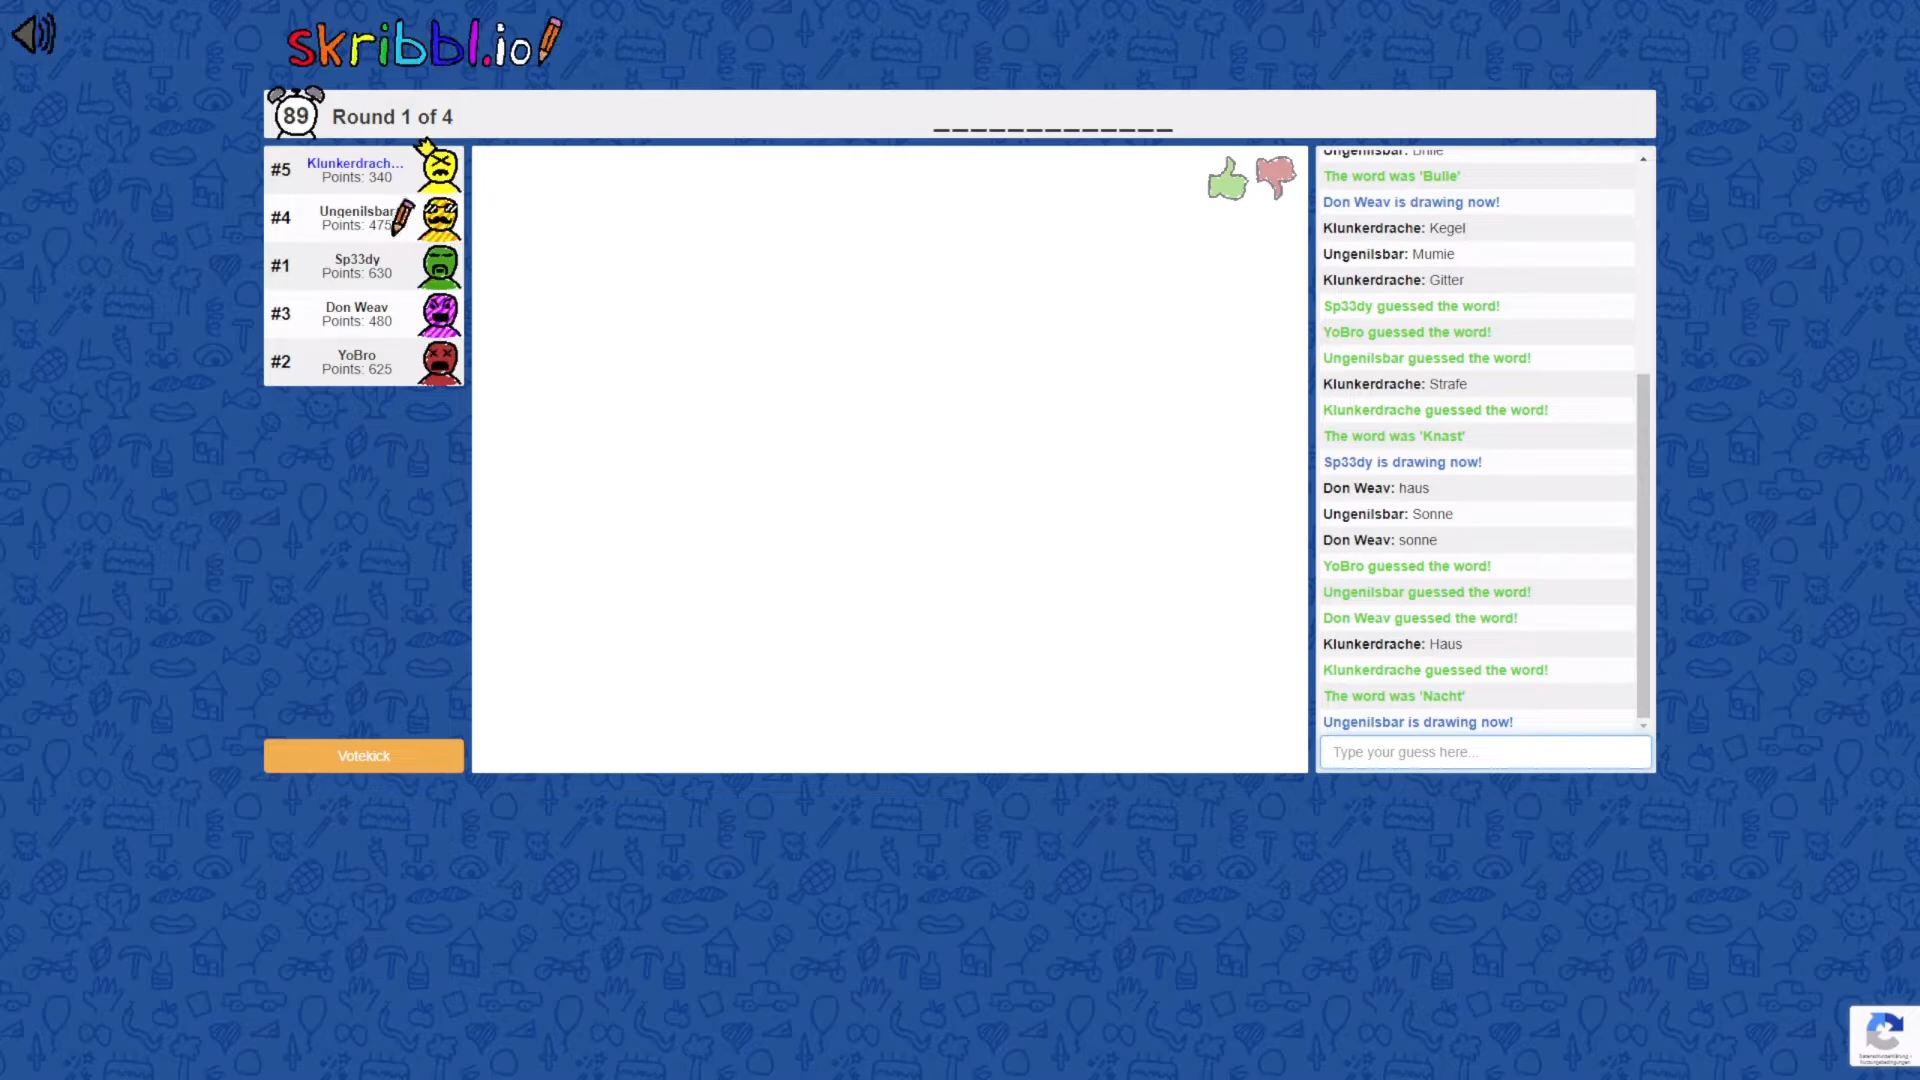 skribbl.io
89
Round 1 of 4
_____________
#5
Klunkerdrach...
Points: 340
#4
Ungenilsbar
Points: 475
#1
Sp33dy
Points: 630
#3
Don Weav
Points: 480
#2
YoBro
Points: 625
Votekick
Ungenilsbar: Brille
The word was 'Bulle'
Don Weav is drawing now!
Klunkerdrache: Kegel
Ungenilsbar: Mumie
Klunkerdrache: Gitter
Sp33dy guessed the word!
YoBro guessed the word!
Ungenilsbar guessed the word!
Klunkerdrache: Strafe
Klunkerdrache guessed the word!
The word was 'Knast'
Sp33dy is drawing now!
Don Weav: haus
Ungenilsbar: Sonne
Don Weav: sonne
YoBro guessed the word!
Ungenilsbar guessed the word!
Don Weav guessed the word!
Klunkerdrache: Haus
Klunkerdrache guessed the word!
The word was 'Nacht'
Ungenilsbar is drawing now!
Type your guess here...
Datenschutzerklärung -
Nutzungsbedingungen